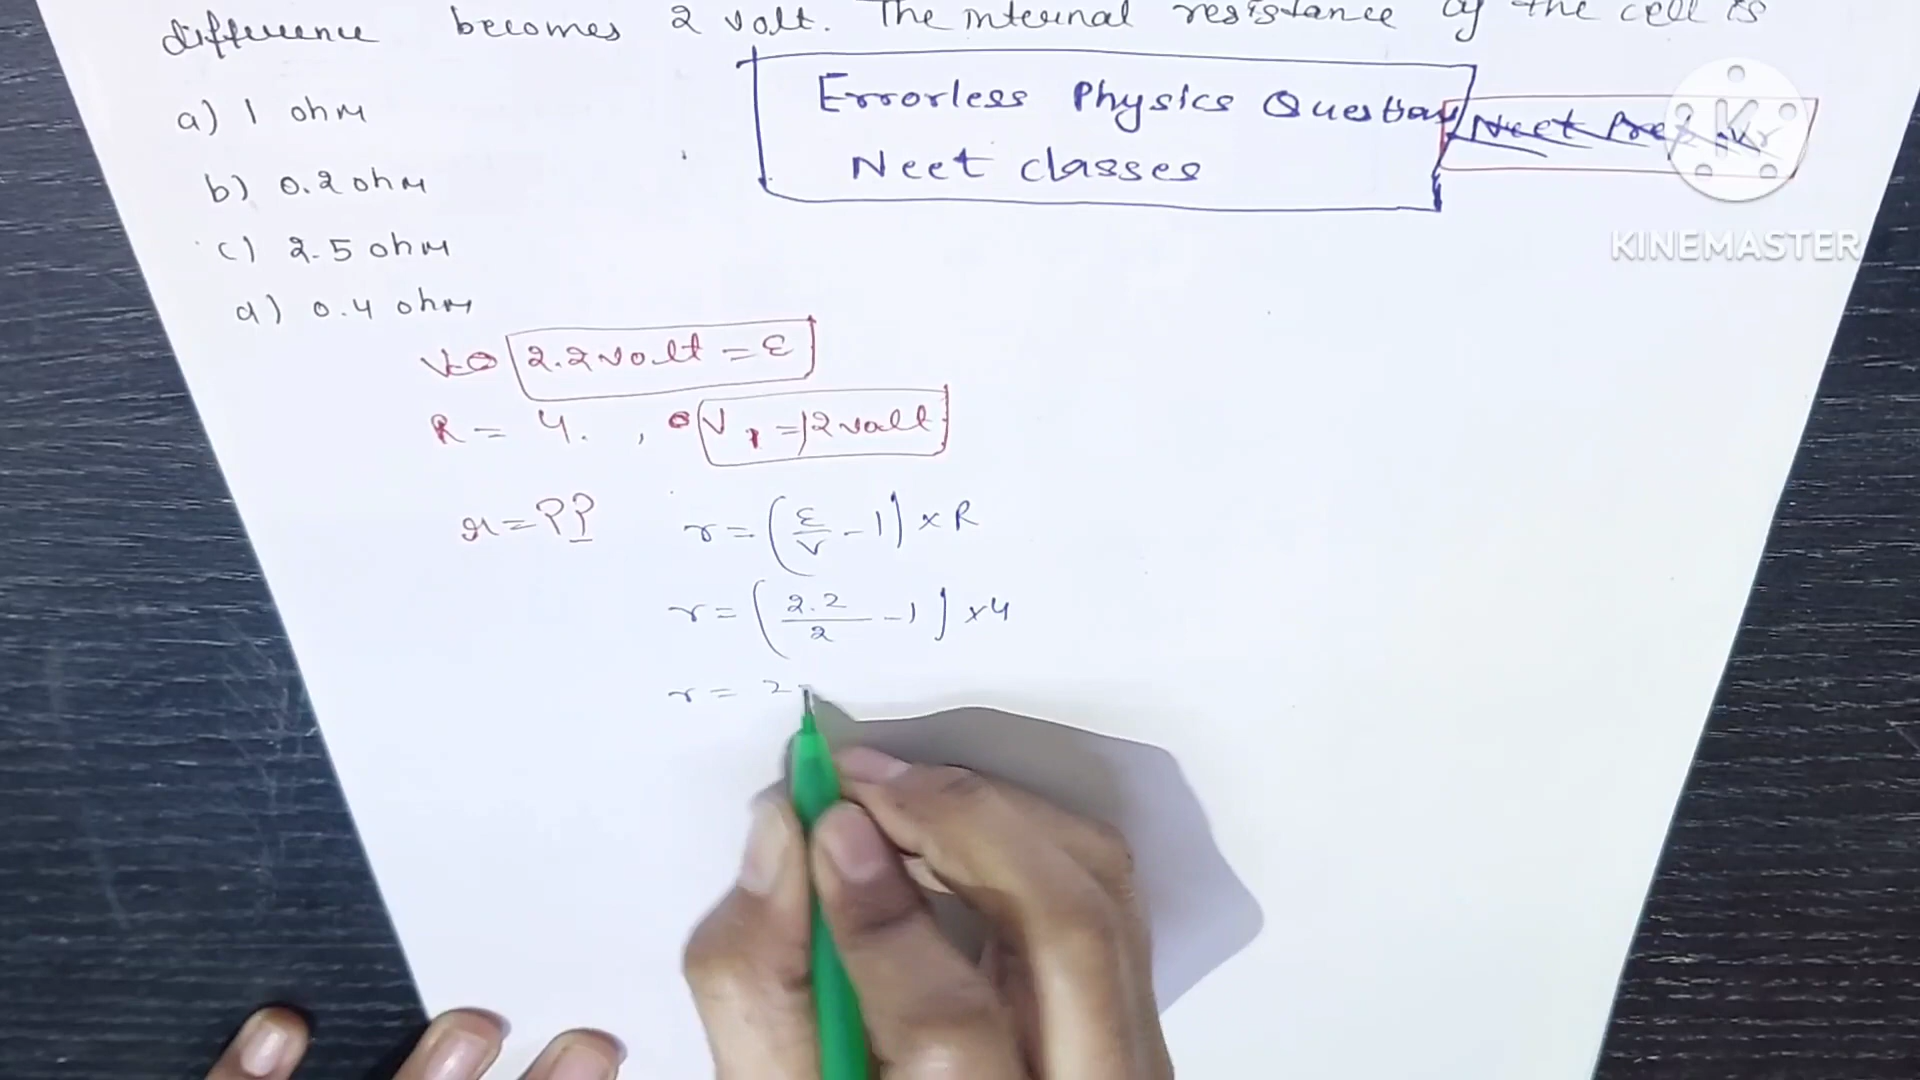 difference becomes 2 volt. The internal resistance of the cell is
Errorless Physics Question
Neet classes
a) 1 ohm
b) 0.2 ohm
c) 2.5 ohm
d) 0.4 ohm
KINEMASTER
2.2 volt = ε
R = 4. , V₁ = 2 volt
r = ??
r = (ε/V - 1) × R
r = (2.2/2 - 1) × 4
r = 2